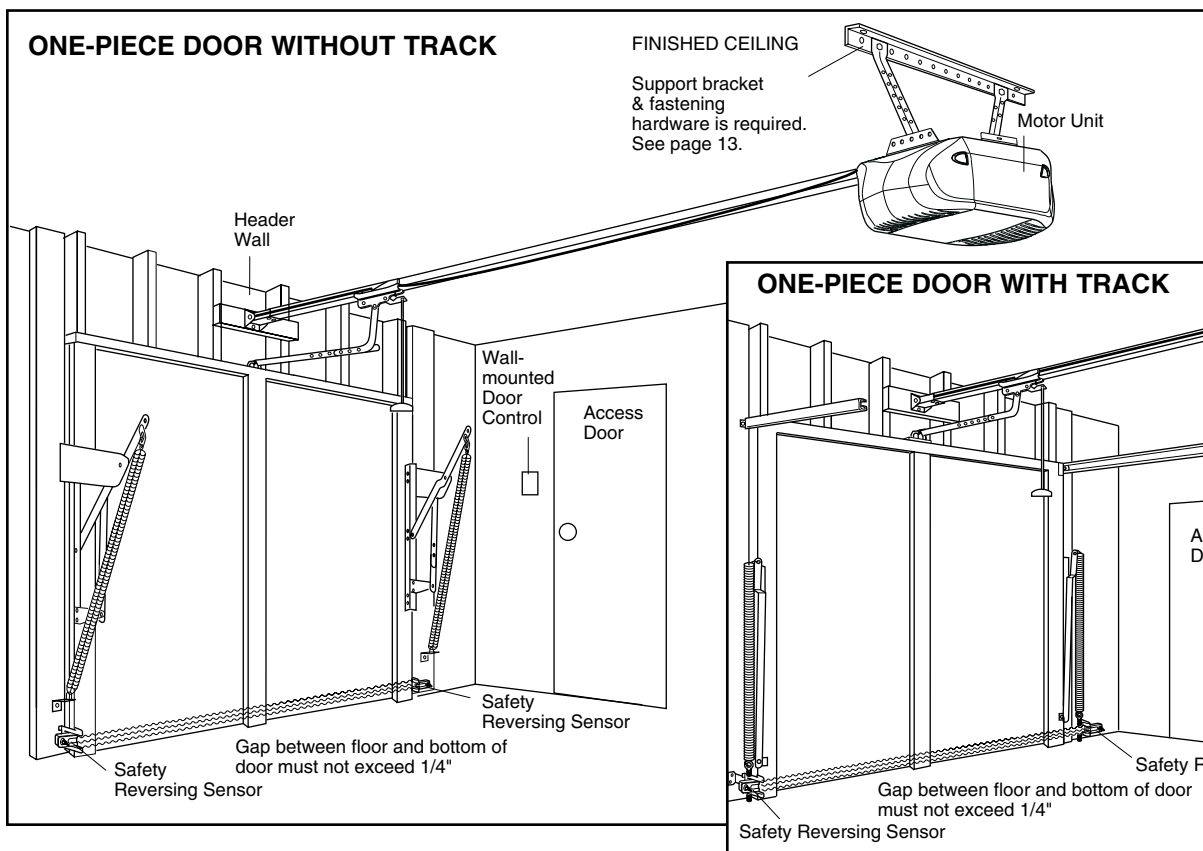 ONE-PIECE DOOR WITHOUT TRACK
FINISHED CEILING
Support bracket
& fastening
hardware is required.
See page 13.
Motor Unit
Header
Wall
Wall-
mounted
Door
Control
Access
Door
Safety
Reversing Sensor
Gap between floor and bottom of
door must not exceed 1/4"
Safety
Reversing Sensor
ONE-PIECE DOOR WITH TRACK
A
D
Safety
Gap between floor and bottom of door
must not exceed 1/4"
Safety Reversing Sensor